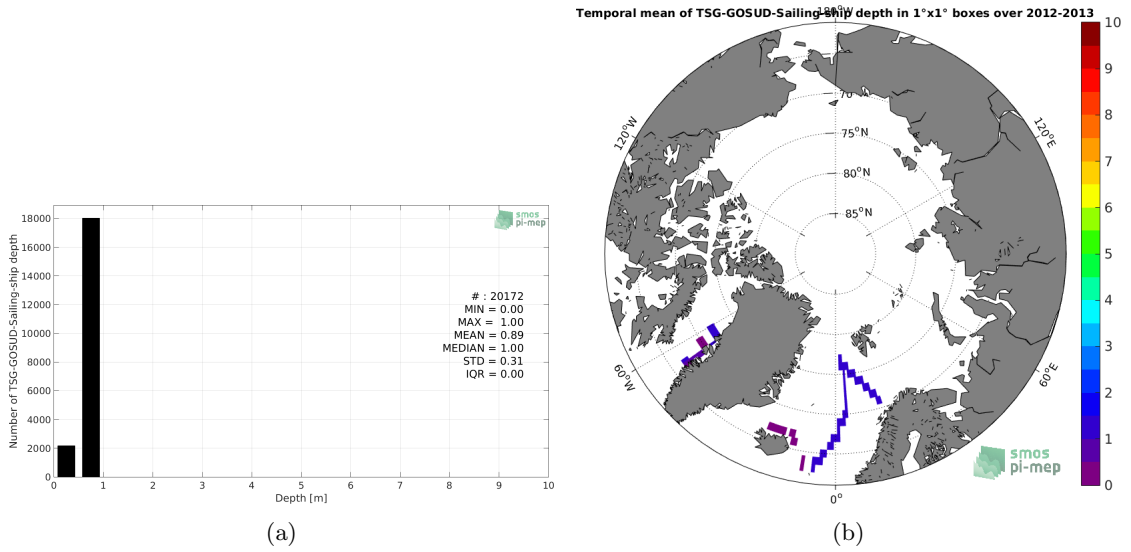 18000
16000
14000
12000
10000
8000
6000
4000
2000
0
Number of TSG-GOSUD-Sailing-ship depth
smos
pi-mep
# : 20172
MIN = 0.00
MAX = 1.00
MEAN = 0.89
MEDIAN = 1.00
STD = 0.31
IQR = 0.00
0 1 2 3 4 5 6 7 8 9 10
Depth [m]
(a)
Temporal mean of TSG-GOSUD-Sailing-ship depth in 1°x1° boxes over 2012-2013
180°W
120°W
120°E
70
75°N
80°N
85°N
60°W
60°E
0°
smos
pi-mep
10
9
8
7
6
5
4
3
2
1
0
(b)